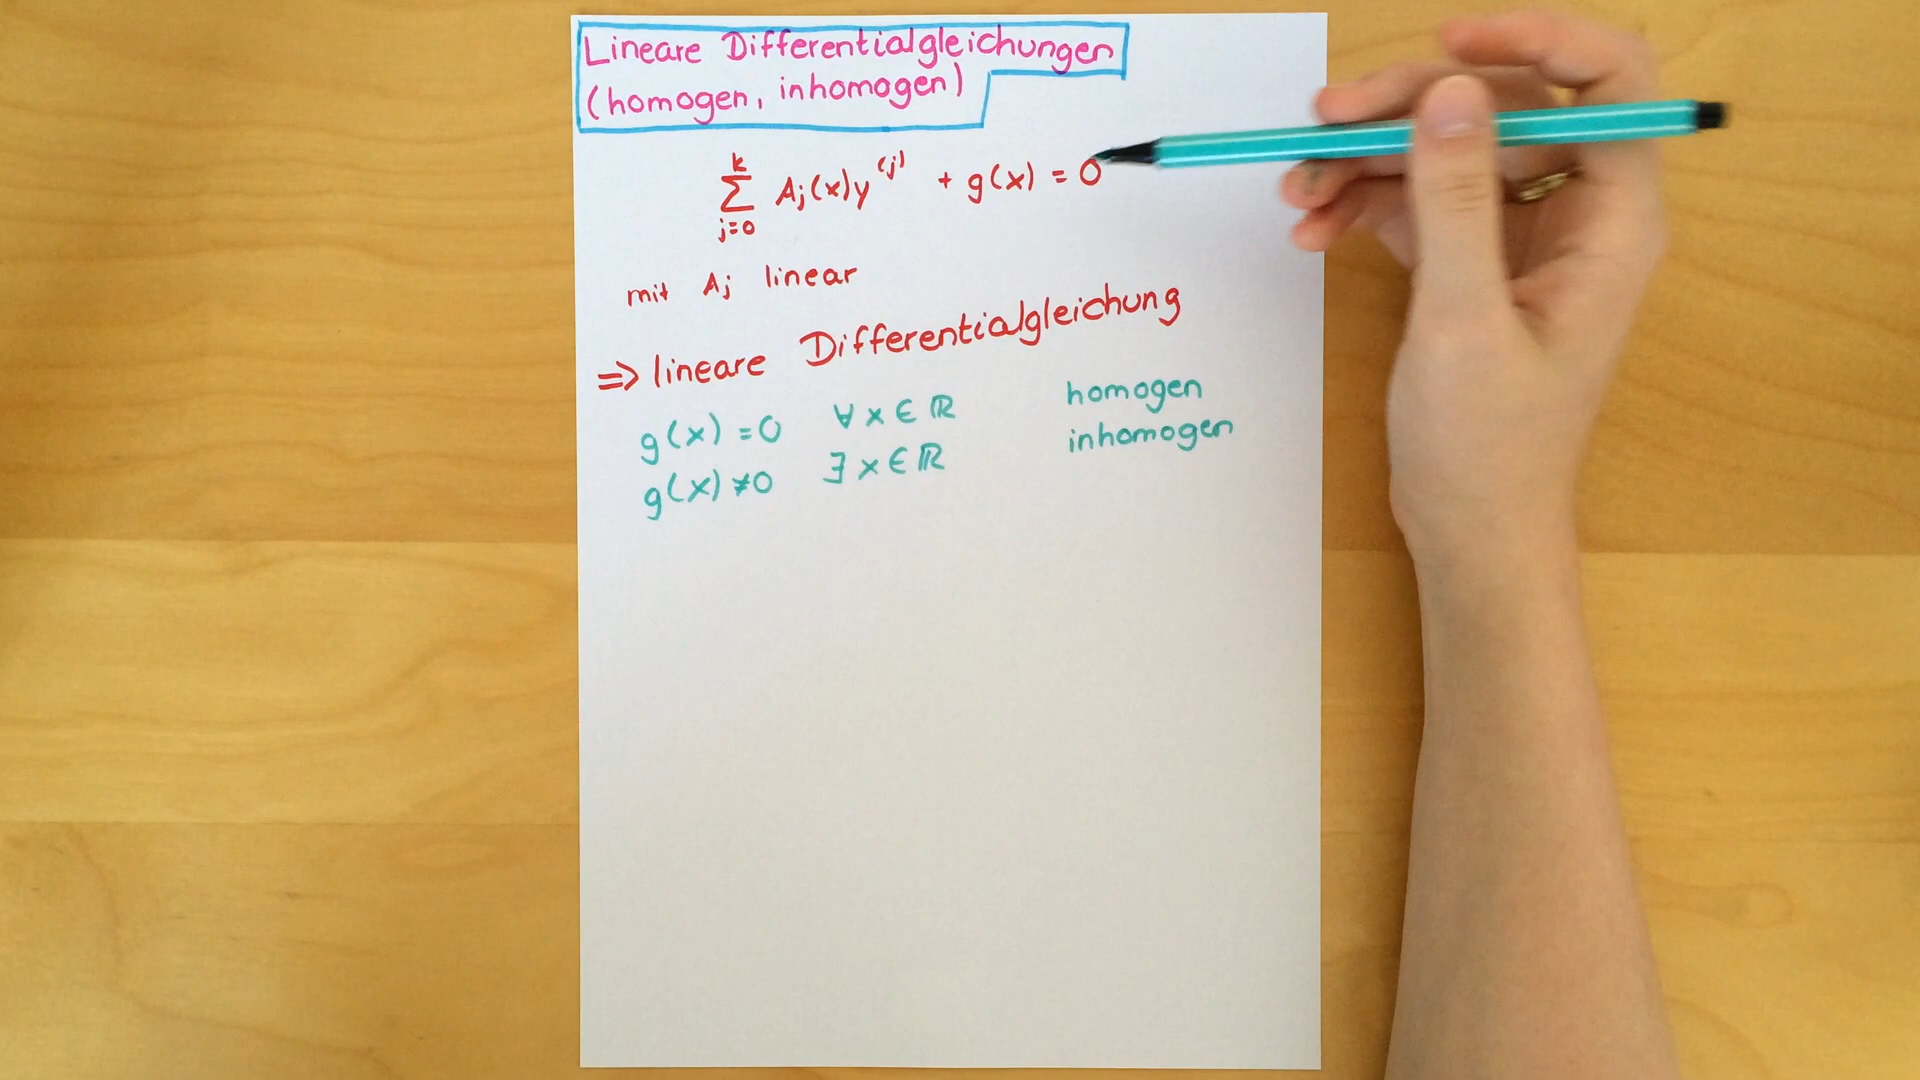 Lineare Differentialgleichungen
(homogen, inhomogen)
k
∑ Aj(x)y^(j) + g(x) = 0
j=0
mit Aj linear
⇒ lineare Differentialgleichung
g(x) = 0 ∀ x ∈ ℝ homogen
g(x) ≠ 0 ∃ x ∈ ℝ inhomogen